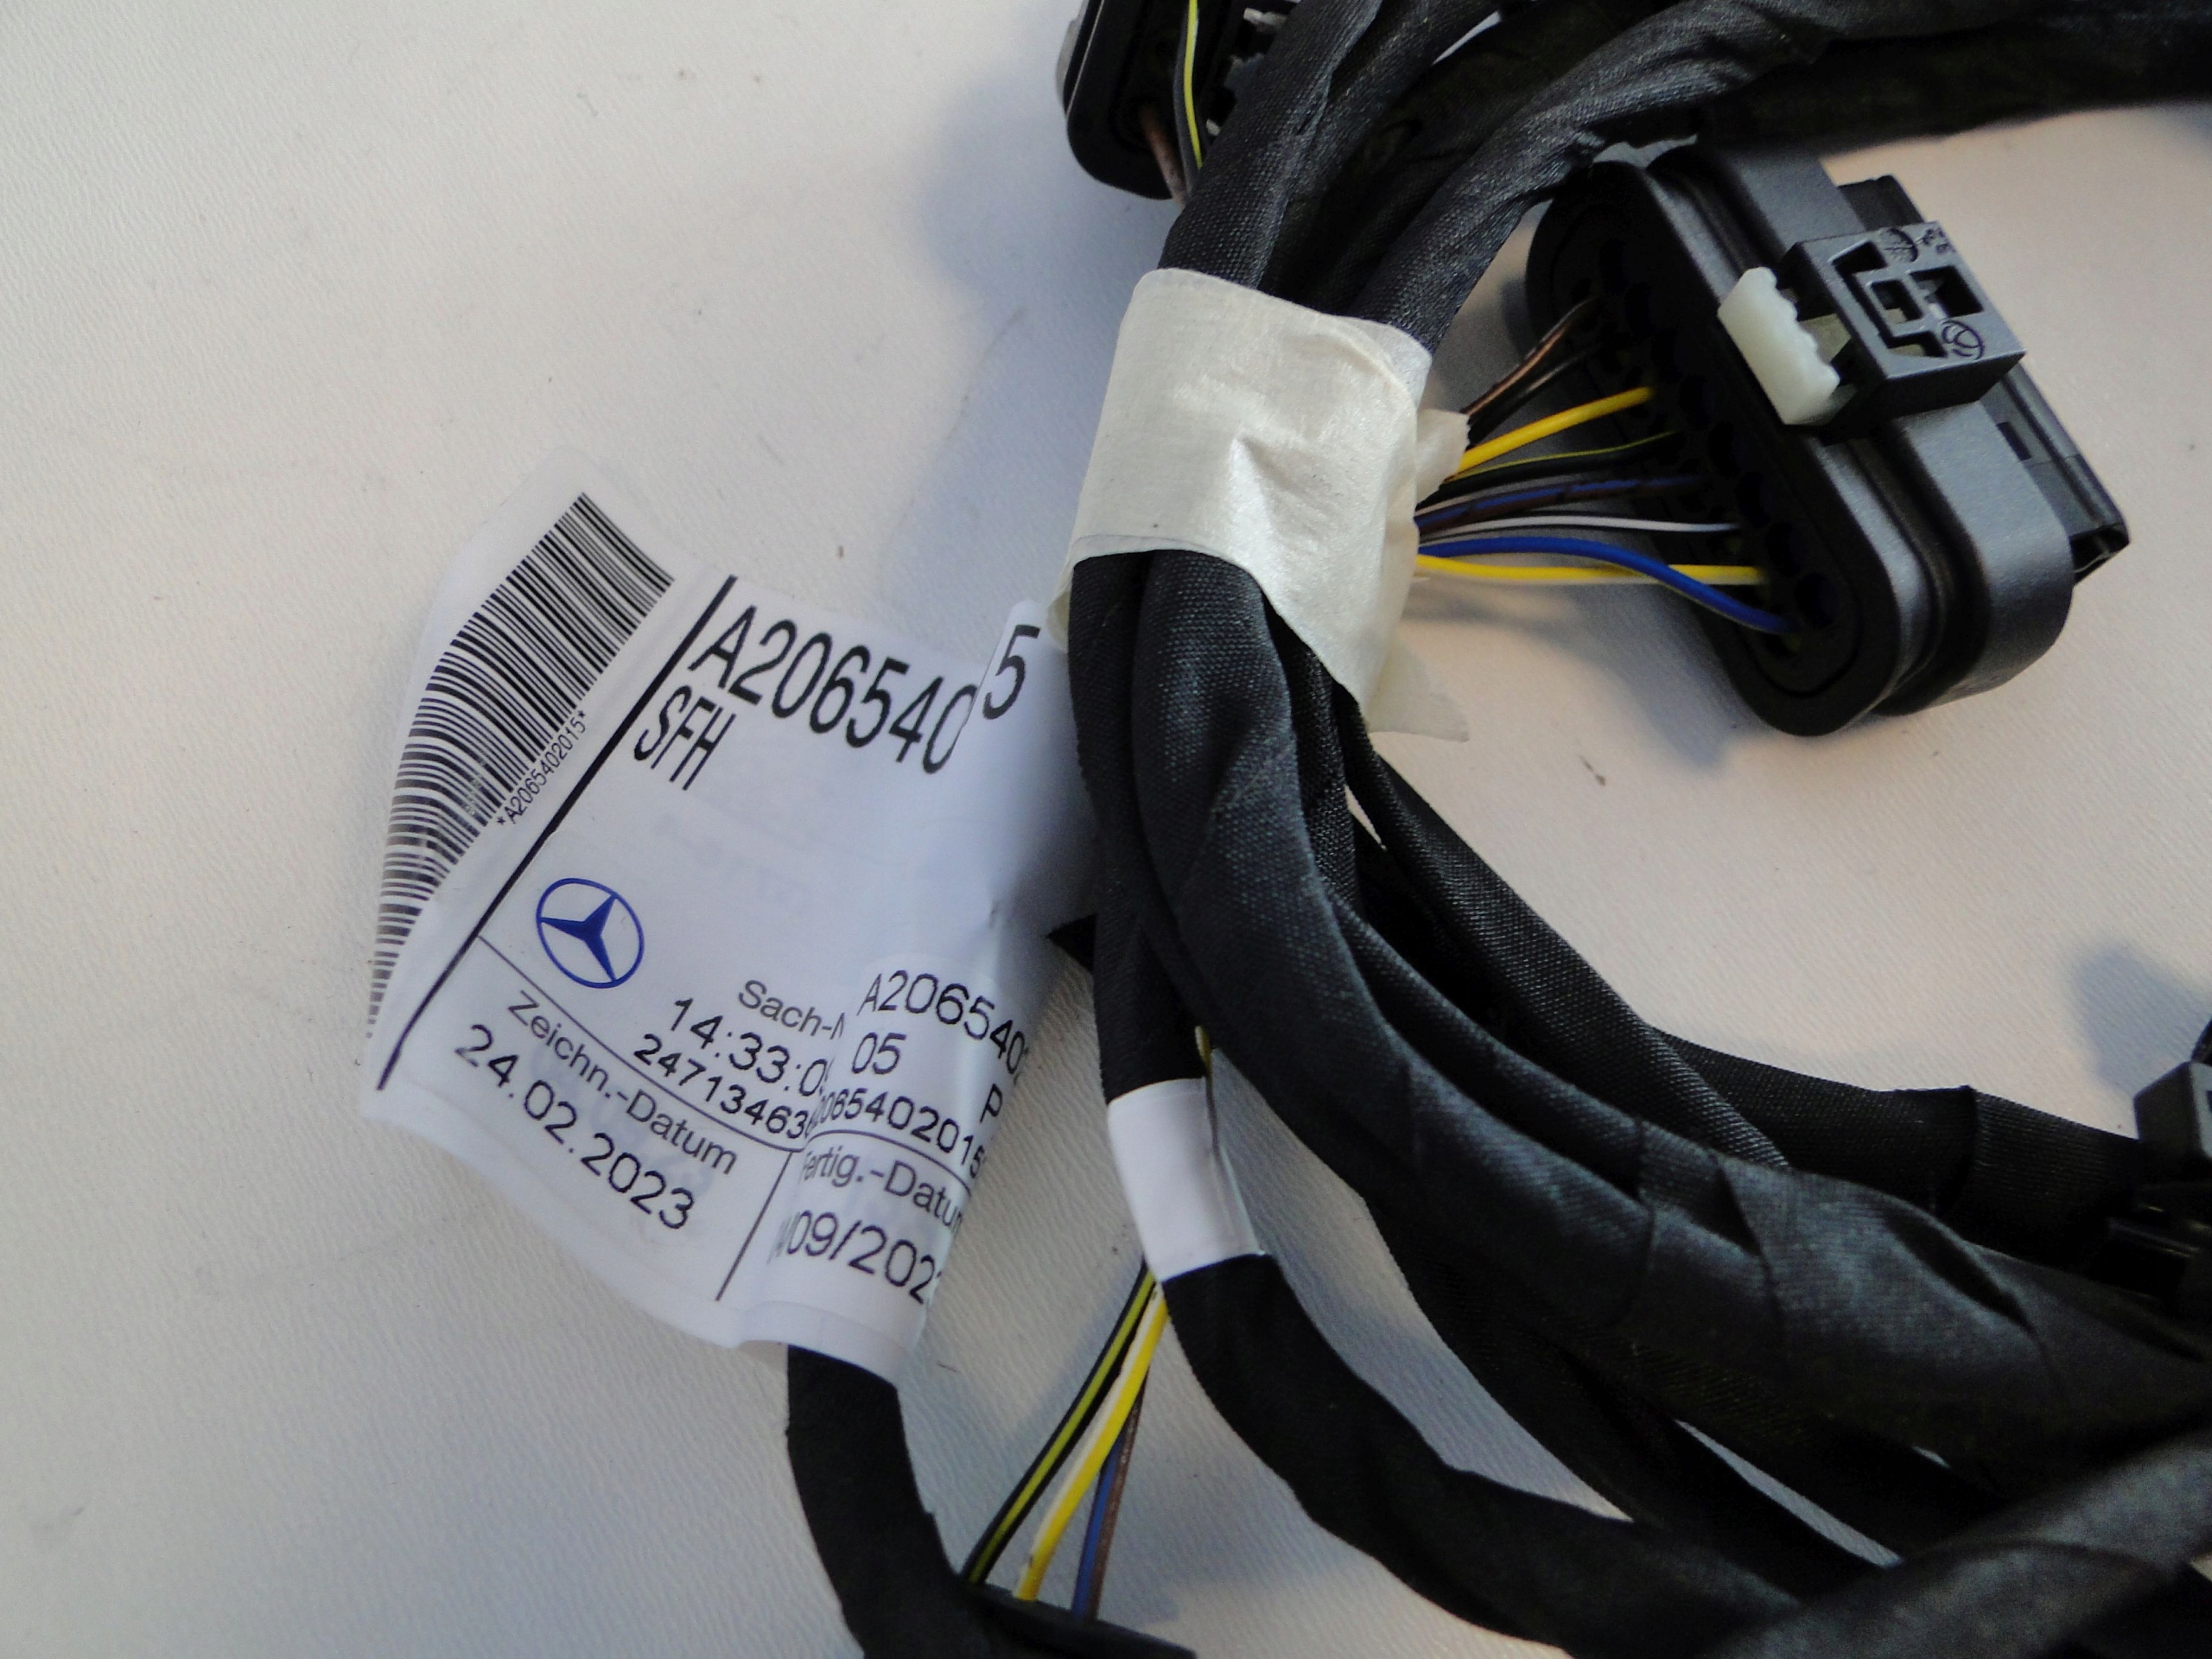 *A2065402015*
A206540 5
SFH
Sach-N
A206540
14:33:0
05
P
24713463
2065402015
Zeichn.-Datum
Fertig.-Datu
24.02.2023
/09/202